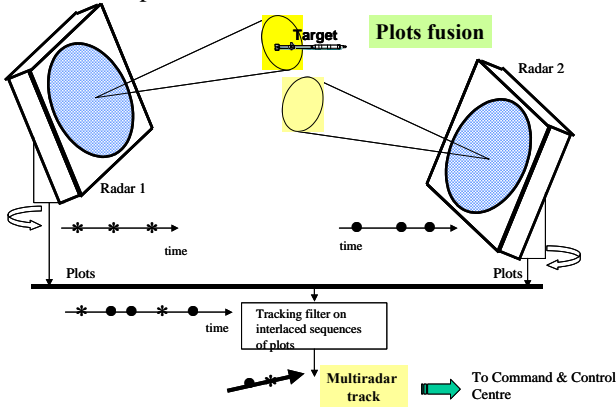 Target
Plots fusion
Radar 2
Radar 1
time
time
Plots
Plots
time
Tracking filter on
interlaced sequences
of plots
Multiradar
track
To Command & Control
Centre